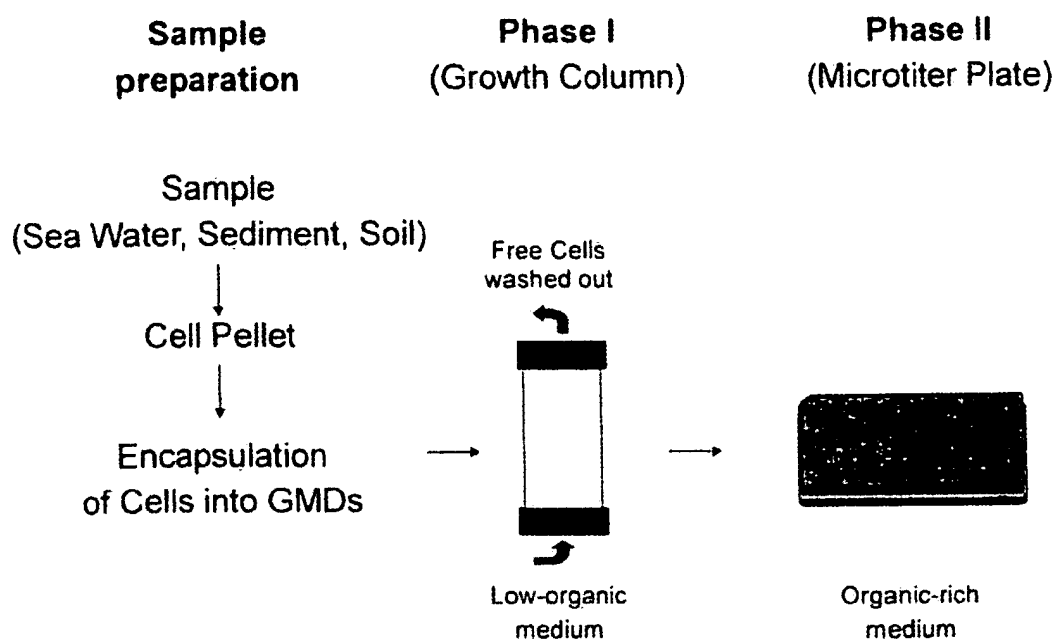 Sample
preparation
Phase I
(Growth Column)
Phase II
(Microtiter Plate)
Sample
(Sea Water, Sediment, Soil)
Cell Pellet
Encapsulation
of Cells into GMDs
Free Cells
washed out
Low-organic
medium
Organic-rich
medium